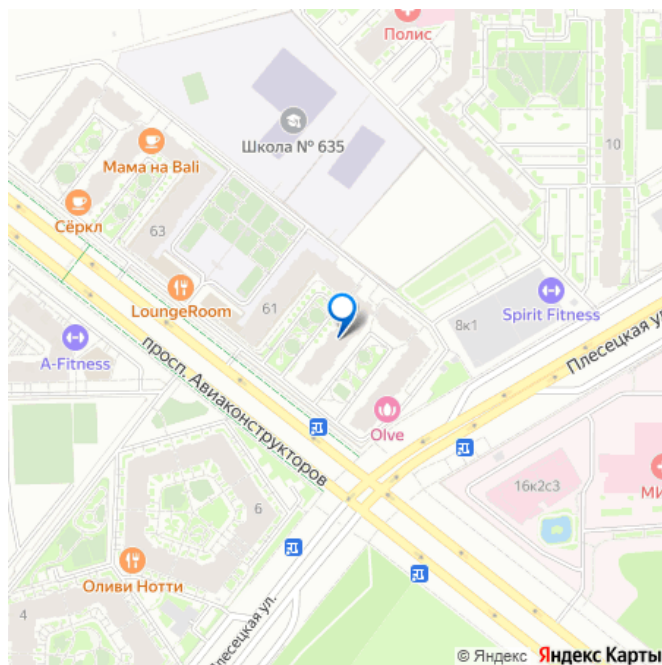 Полис
Школа № 635
10
Мама на Bali
Сёркл
63
LoungeRoom
61
Spirit Fitness
8к1
Плесецкая ул.
A-Fitness
просп. Авиаконструкторов
Olve
16к2с3
МИ
6
Оливи Нотти
4
Плесецкая ул.
© Яндекс Яндекс Карты